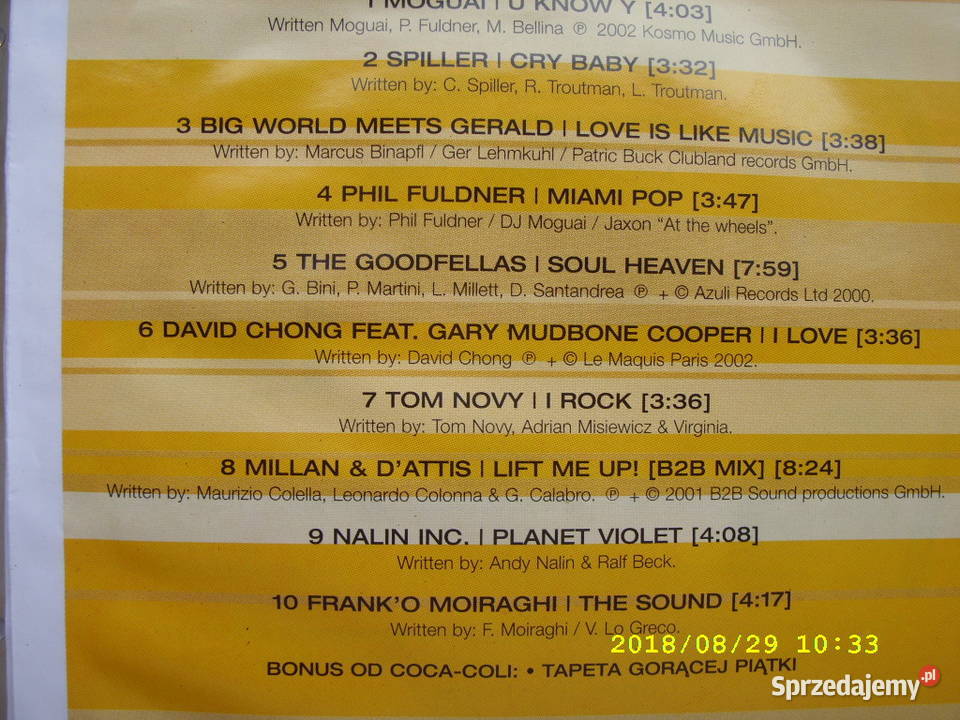 1 MOGUAI | U KNOW Y [4:03]
Written Moguai, P. Fuldner, M. Bellina ℗ 2002 Kosmo Music GmbH.
2 SPILLER | CRY BABY [3:32]
Written by: C. Spiller, R. Troutman, L. Troutman.
3 BIG WORLD MEETS GERALD | LOVE IS LIKE MUSIC [3:38]
Written by: Marcus Binapfl / Ger Lehmkuhl / Patric Buck Clubland records GmbH.
4 PHIL FULDNER | MIAMI POP [3:47]
Written by: Phil Fuldner / DJ Moguai / Jaxon “At the wheels”.
5 THE GOODFELLAS | SOUL HEAVEN [7:59]
Written by: G. Bini, P. Martini, L. Millett, D. Santandrea ℗ + © Azuli Records Ltd 2000.
6 DAVID CHONG FEAT. GARY MUDBONE COOPER | I LOVE [3:36]
Written by: David Chong ℗ + © Le Maquis Paris 2002.
7 TOM NOVY | I ROCK [3:36]
Written by: Tom Novy, Adrian Misiewicz & Virginia.
8 MILLAN & D’ATTIS | LIFT ME UP! [B2B MIX] [8:24]
Written by: Maurizio Colella, Leonardo Colonna & G. Calabro. ℗ + © 2001 B2B Sound productions GmbH.
9 NALIN INC. | PLANET VIOLET [4:08]
Written by: Andy Nalin & Ralf Beck.
10 FRANK’O MOIRAGHI | THE SOUND [4:17]
Written by: F. Moiraghi / V. Lo Greco.
2018/08/29 10:33
BONUS OD COCA-COLI: • TAPETA GORĄCEJ PIĄTKI
Sprzedajemy.pl